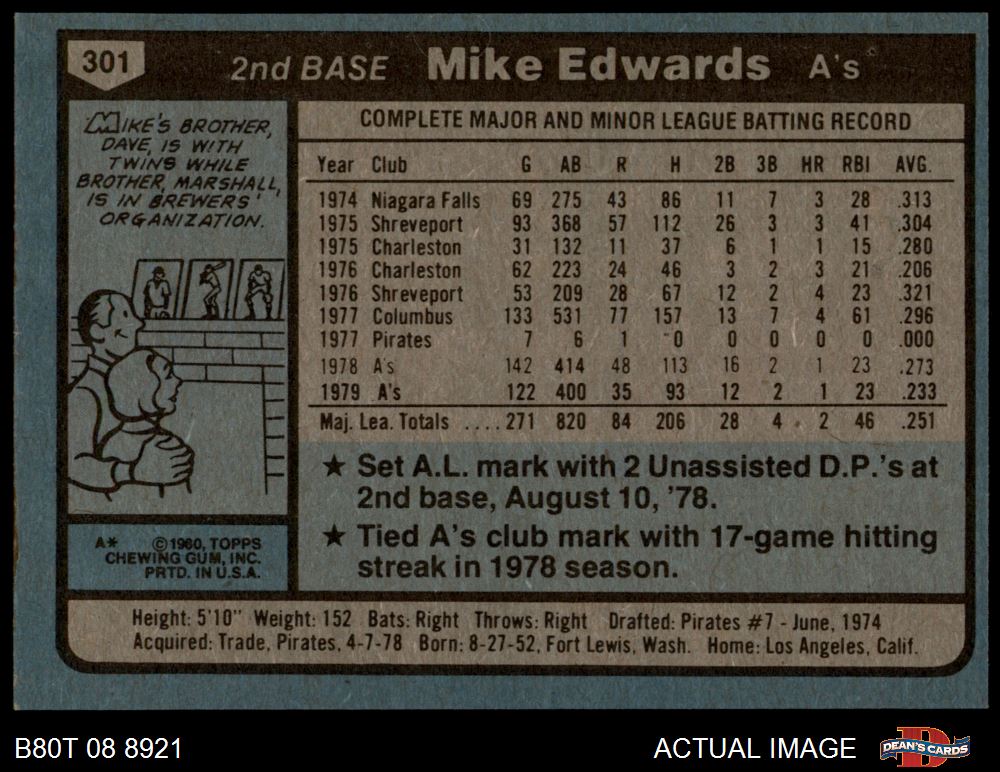 301 2nd BASE Mike Edwards A's
MIKE'S BROTHER,
DAVE, IS WITH
TWINS WHILE
BROTHER, MARSHALL,
IS IN BREWERS'
ORGANIZATION.
A* ©1980, TOPPS
CHEWING GUM, INC.
PRTD. IN U.S.A.
COMPLETE MAJOR AND MINOR LEAGUE BATTING RECORD
Year Club G AB R H 2B 3B HR RBI AVG.
1974 Niagara Falls 69 275 43 86 11 7 3 28 .313
1975 Shreveport 93 368 57 112 26 3 3 41 .304
1975 Charleston 31 132 11 37 6 1 1 15 .280
1976 Charleston 62 223 24 46 3 2 3 21 .206
1976 Shreveport 53 209 28 67 12 2 4 23 .321
1977 Columbus 133 531 77 157 13 7 4 61 .296
1977 Pirates 7 6 1 0 0 0 0 0 .000
1978 A's 142 414 48 113 16 2 1 23 .273
1979 A's 122 400 35 93 12 2 1 23 .233
Maj. Lea. Totals ....271 820 84 206 28 4 2 46 .251
★ Set A.L. mark with 2 Unassisted D.P.'s at
2nd base, August 10, '78.
★ Tied A's club mark with 17-game hitting
streak in 1978 season.
Height: 5'10" Weight: 152 Bats: Right Throws: Right Drafted: Pirates #7 - June, 1974
Acquired: Trade, Pirates, 4-7-78 Born: 8-27-52, Fort Lewis, Wash. Home: Los Angeles, Calif.
B80T 08 8921 ACTUAL IMAGE DEAN'S CARDS